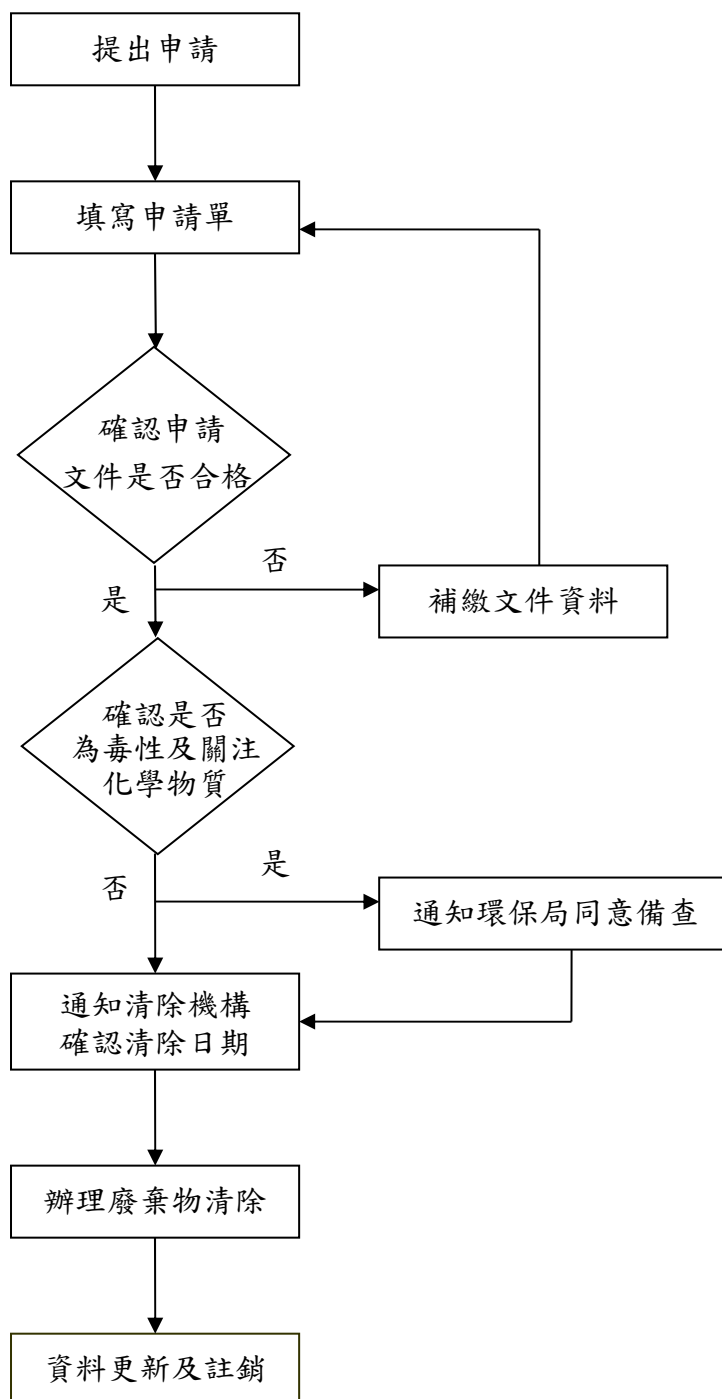 提出申請
填寫申請單
確認申請
文件是否合格
否
是
補繳文件資料
確認是否
為毒性及關注
化學物質
是
否
通知環保局同意備查
通知清除機構
確認清除日期
辦理廢棄物清除
資料更新及註銷